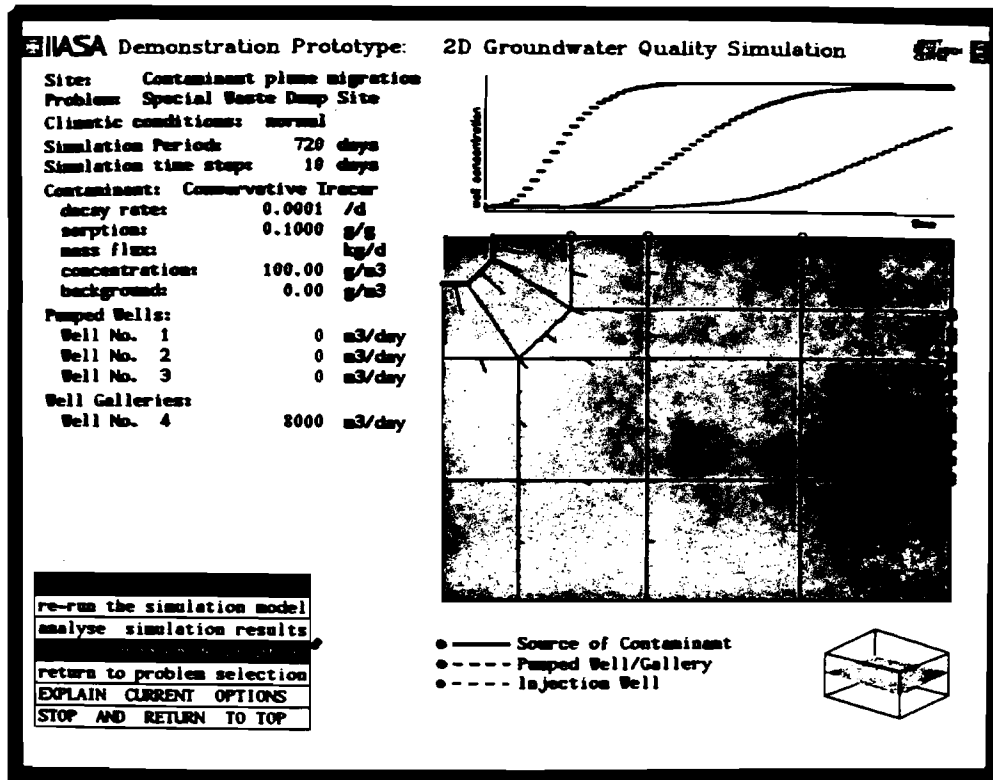 IIASA Demonstration Prototype: 2D Groundwater Quality Simulation
Site: Contaminant plume migration
Problem: Special Waste Dump Site
Climatic conditions: normal
Simulation Period: 720 days
Simulation time step: 10 days
Contaminant: Conservative Tracer
decay rate: 0.0001 /d
sorption: 0.1000 g/g
mass flux: kg/d
concentration: 100.00 g/m3
background: 0.00 g/m3
Pumped Wells:
Well No. 1 0 m3/day
Well No. 2 0 m3/day
Well No. 3 0 m3/day
Well Galleries:
Well No. 4 8000 m3/day
well concentration
time
re-run the simulation model
analyse simulation results
return to problem selection
EXPLAIN CURRENT OPTIONS
STOP AND RETURN TO TOP
Source of Contaminant
Pumped Well/Gallery
Injection Well